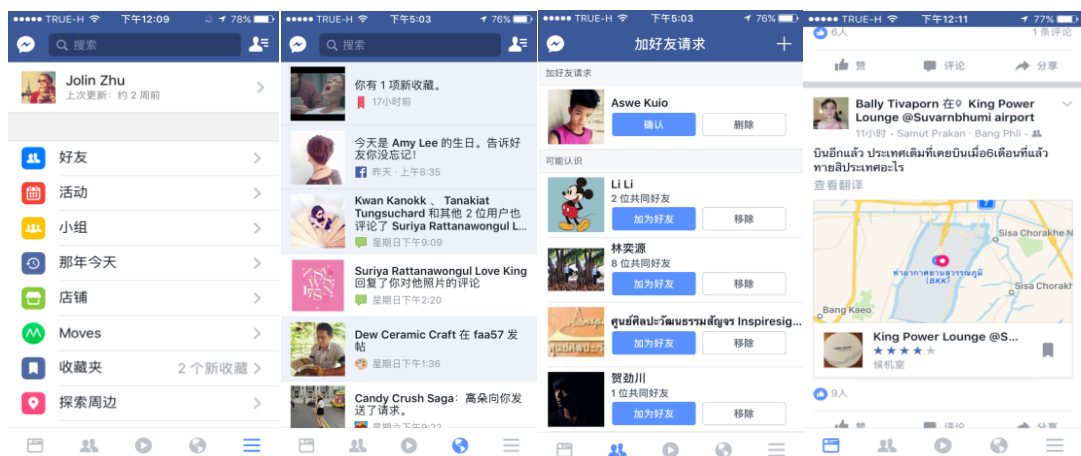 ●●●●● TRUE-H 下午12:09 78%
搜索
Jolin Zhu
上次更新：约 2 周前
好友
活动
小组
那年今天
店铺
Moves
收藏夹 2 个新收藏
探索周边
●●●●● TRUE-H 下午5:03 76%
搜索
你有 1 项新收藏。
17小时前
今天是 Amy Lee 的生日。告诉好
友你没忘记！
昨天 · 上午8:35
Kwan Kanokk 、 Tanakiat
Tungsuchard 和其他 2 位用户也
评论了 Suriya Rattanawongul L...
星期日下午9:09
Suriya Rattanawongul Love King
回复了你对他照片的评论
星期日下午2:20
Dew Ceramic Craft 在 faa57 发
帖
星期日下午1:36
Candy Crush Saga：高朵向你发
送了请求。
星期六下午9:22
●●●●● TRUE-H 下午5:03 76%
加好友请求
加好友请求
Aswe Kuio
确认 删除
可能认识
Li Li
2 位共同好友
加为好友 移除
林奕源
8 位共同好友
加为好友 移除
ศูนย์ศิลปะวัฒนธรรมสัญจร Inspiresig...
加为好友 移除
贺劲川
1 位共同好友
加为好友 移除
●●●●● TRUE-H 下午12:11 77%
6人 1 条评论
赞 评论 分享
Bally Tivaporn 在 King Power
Lounge @Suvarnbhumi airport
11小时 · Samut Prakan · Bang Phli ·
บินอีกแล้ว ประเทศเดิมที่เคยบินเมื่อ6เดือนที่แล้ว
ทายสิประเทศอะไร
查看翻译
7
Sisa Chorakhe N
ท่าอากาศยานสุวรรณภูมิ
(BKK)
Sisa Chorakh
Bang Kaeo
King Power Lounge @S...
候机室
9人
赞 评论 分享